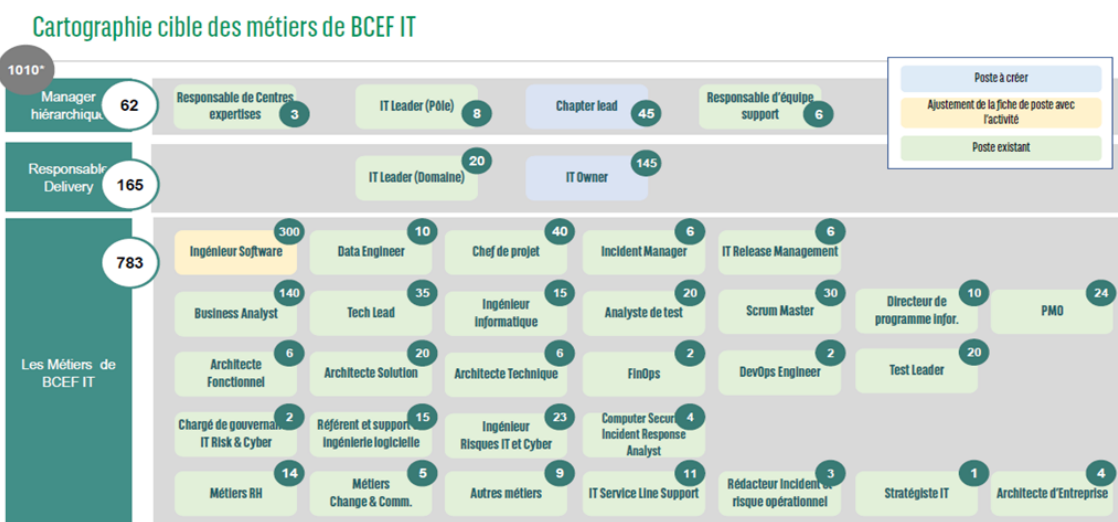 Cartographie cible des métiers de BCEF IT
1010*
Manager
hiérarchique
62
Responsable de Centres
expertises
3
IT Leader (Pôle)
8
Chapter lead
45
Responsable d'équipe
support
6
Poste à créer
Ajustement de la fiche de poste avec
l'activité
Poste existant
Responsable
Delivery
165
IT Leader (Domaine)
20
IT Owner
145
Les Métiers de
BCEF IT
783
Ingénieur Software
300
Data Engineer
10
Chef de projet
40
Incident Manager
6
IT Release Management
6
Business Analyst
140
Tech Lead
35
Ingénieur
informatique
15
Analyste de test
20
Scrum Master
30
Directeur de
programme infor.
10
PMO
24
Architecte
Fonctionnel
6
Architecte Solution
20
Architecte Technique
6
FinOps
2
DevOps Engineer
2
Test Leader
20
Chargé de gouvernan
IT Risk & Cyber
2
Référent et support
ingénierie logicielle
15
Ingénieur
Risques IT et Cyber
23
Computer Securi
Incident Response
Analyst
4
Métiers RH
14
Métiers
Change & Comm.
5
Autres métiers
9
IT Service Line Support
11
Rédacteur Incident et
risque opérationnel
3
Stratégiste IT
1
Architecte d'Entreprise
4